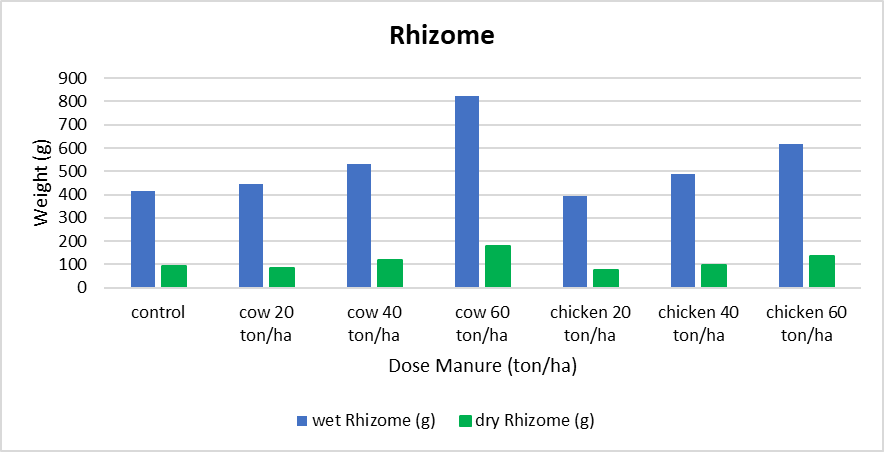 Rhizome
900
800
700
600
500
400
300
200
100
0
Weight (g)
control
cow 20
ton/ha
cow 40
ton/ha
cow 60
ton/ha
chicken 20
ton/ha
chicken 40
ton/ha
chicken 60
ton/ha
Dose Manure (ton/ha)
wet Rhizome (g)
dry Rhizome (g)